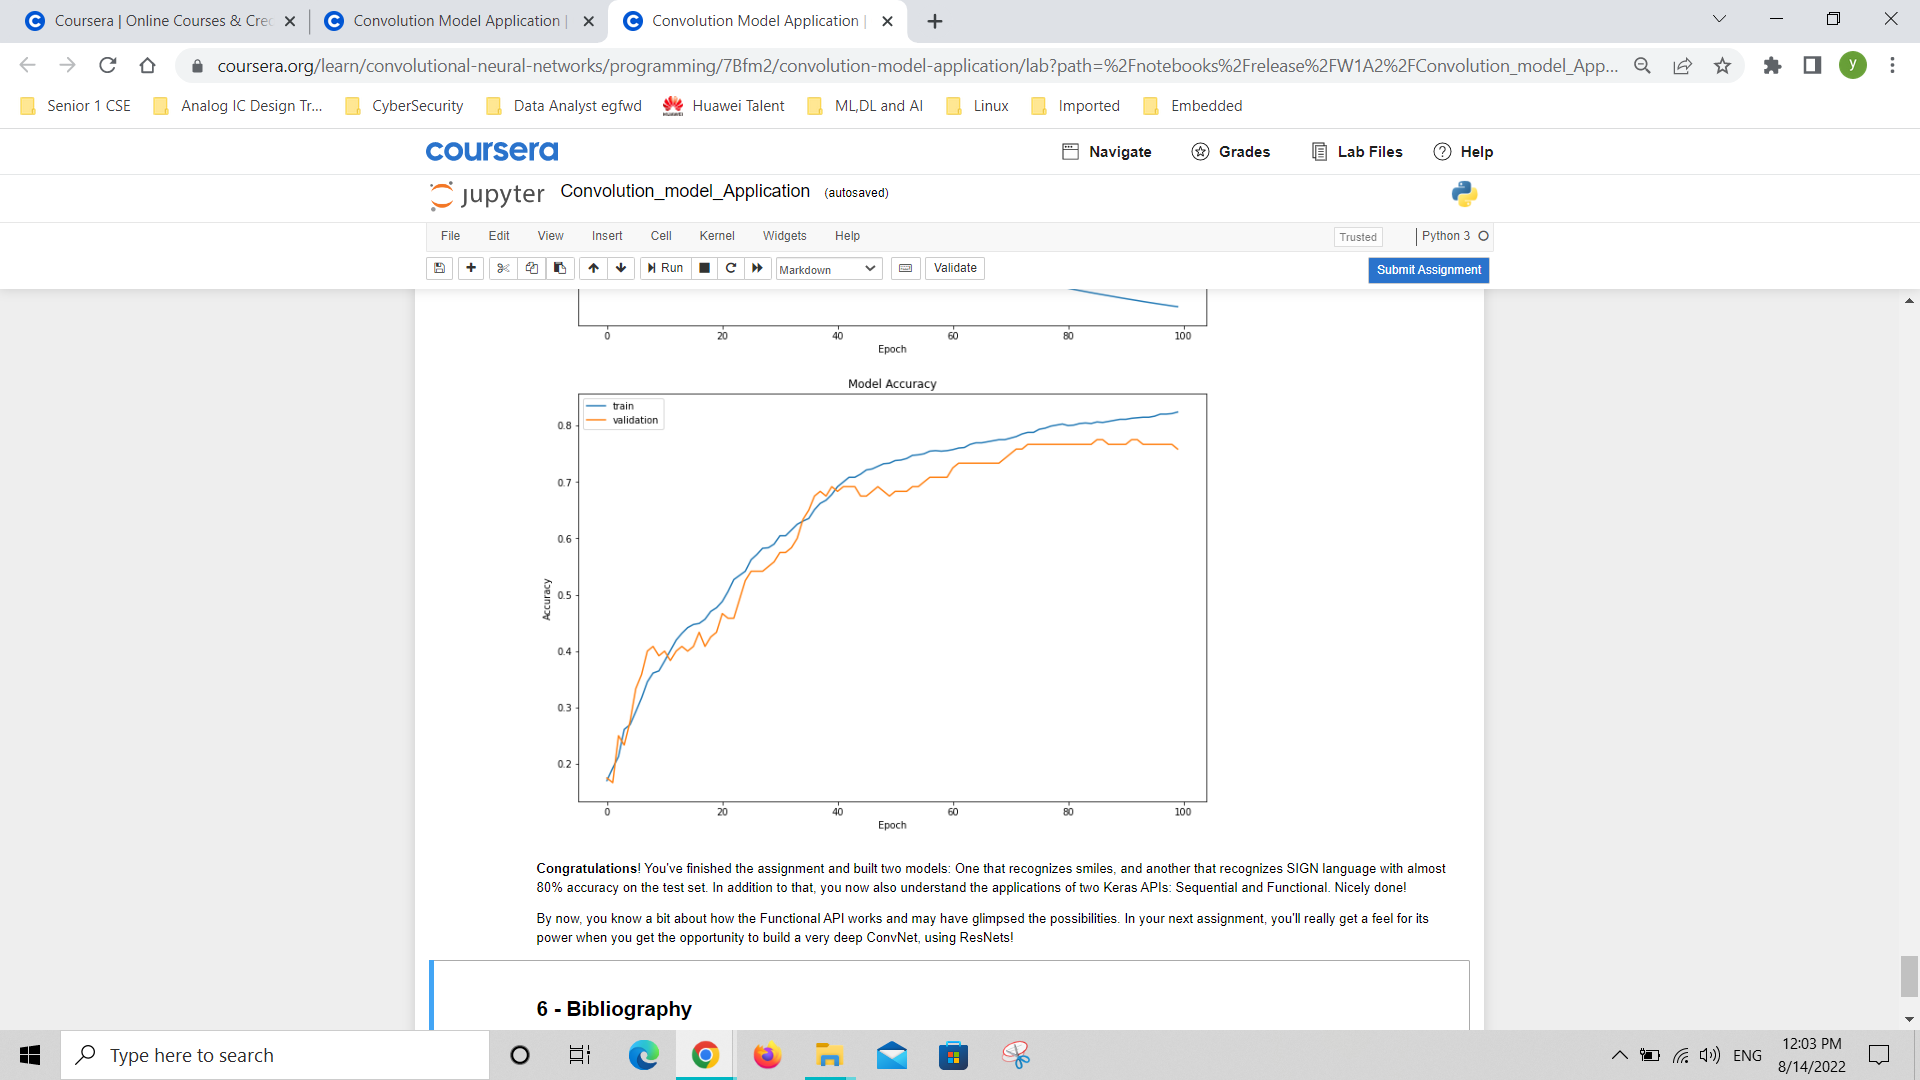 Coursera | Online Courses & Cre
Convolution Model Application |
Convolution Model Application |
coursera.org/learn/convolutional-neural-networks/programming/7Bfm2/convolution-model-application/lab?path=%2Fnotebooks%2Frelease%2FW1A2%2FConvolution_model_App...
y
Senior 1 CSE
Analog IC Design Tr...
CyberSecurity
Data Analyst egfwd
Huawei Talent
ML,DL and AI
Linux
Imported
Embedded
coursera
Navigate
Grades
Lab Files
Help
jupyter
Convolution_model_Application
(autosaved)
File
Edit
View
Insert
Cell
Kernel
Widgets
Help
Trusted
Python 3
Run
Markdown
Validate
Submit Assignment
0 20 40 60 80 100
Epoch
Model Accuracy
train
validation
0.8
0.7
0.6
0.5
0.4
0.3
0.2
Accuracy
0 20 40 60 80 100
Epoch
Congratulations! You've finished the assignment and built two models: One that recognizes smiles, and another that recognizes SIGN language with almost
80% accuracy on the test set. In addition to that, you now also understand the applications of two Keras APIs: Sequential and Functional. Nicely done!
By now, you know a bit about how the Functional API works and may have glimpsed the possibilities. In your next assignment, you'll really get a feel for its
power when you get the opportunity to build a very deep ConvNet, using ResNets!
6 - Bibliography
Type here to search
ENG
12:03 PM
8/14/2022